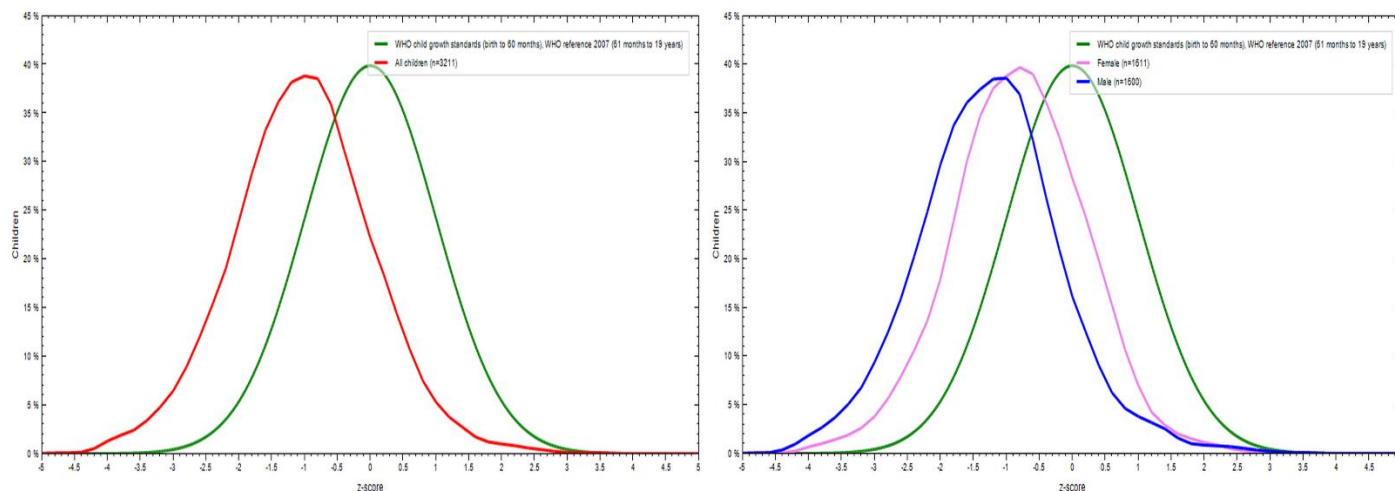 45 %
40 %
35 %
30 %
25 %
20 %
15 %
10 %
5 %
0 %
Children
WHO child growth standards (birth to 60 months), WHO reference 2007 (61 months to 19 years)
All children (n=3211)
-5 -4.5 -4 -3.5 -3 -2.5 -2 -1.5 -1 -0.5 0 0.5 1 1.5 2 2.5 3 3.5 4 4.5 5
z-score
45 %
40 %
35 %
30 %
25 %
20 %
15 %
10 %
5 %
0 %
Children
WHO child growth standards (birth to 60 months), WHO reference 2007 (61 months to 19 years)
Female (n=1611)
Male (n=1600)
-5 -4.5 -4 -3.5 -3 -2.5 -2 -1.5 -1 -0.5 0 0.5 1 1.5 2 2.5 3 3.5 4 4.5
z-score